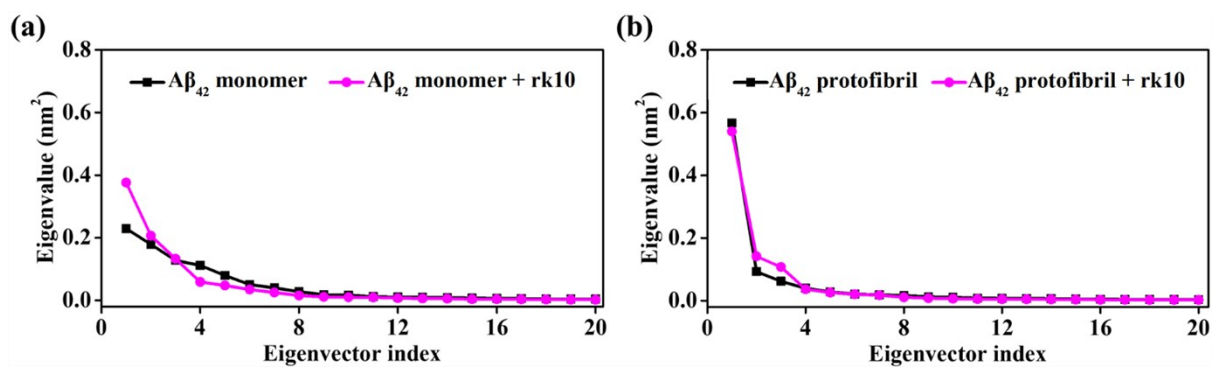 (a)
0.8
0.6
0.4
0.2
0.0
Eigenvalue (nm²)
Aβ₄₂ monomer
Aβ₄₂ monomer + rk10
0 4 8 12 16 20
Eigenvector index
(b)
0.8
0.6
0.4
0.2
0.0
Eigenvalue (nm²)
Aβ₄₂ protofibril
Aβ₄₂ protofibril + rk10
0 4 8 12 16 20
Eigenvector index